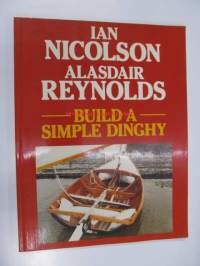 IAN
NICOLSON
ALASDAIR
REYNOLDS
BUILD A
SIMPLE DINGHY